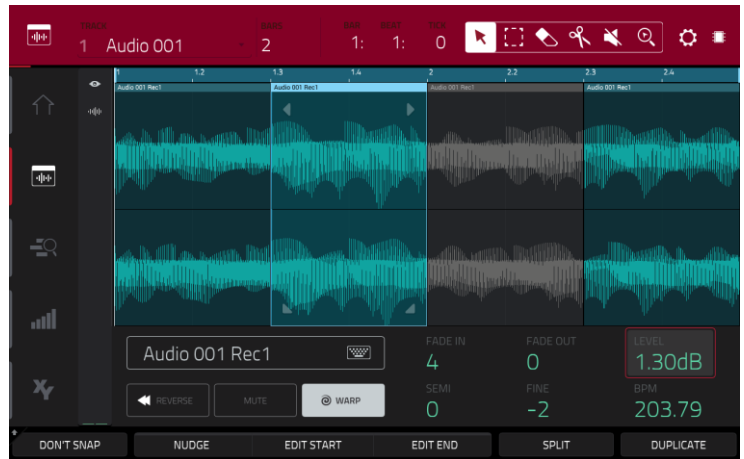 TRACK
BARS
BAR
BEAT
TICK
1 Audio 001
2
1:
1:
0
1
1.2
1.3
1.4
2
2.2
2.3
2.4
Audio 001 Rec1
Audio 001 Rec1
Audio 001 Rec1
Audio 001 Rec1
Audio 001 Rec1
FADE IN
FADE OUT
LEVEL
4
0
1.30dB
REVERSE
MUTE
WARP
SEMI
FINE
BPM
0
-2
203.79
XY
DON'T SNAP
NUDGE
EDIT START
EDIT END
SPLIT
DUPLICATE